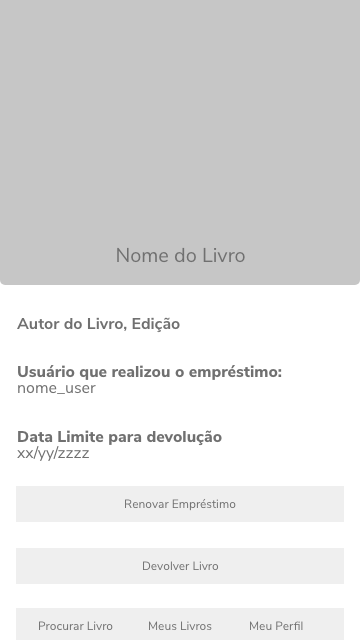 Nome do Livro
Autor do Livro, Edição
Usuário que realizou o empréstimo:
nome_user
Data Limite para devolução
xx/yy/zzzz
Renovar Empréstimo
Devolver Livro
Procurar Livro Meus Livros Meu Perfil